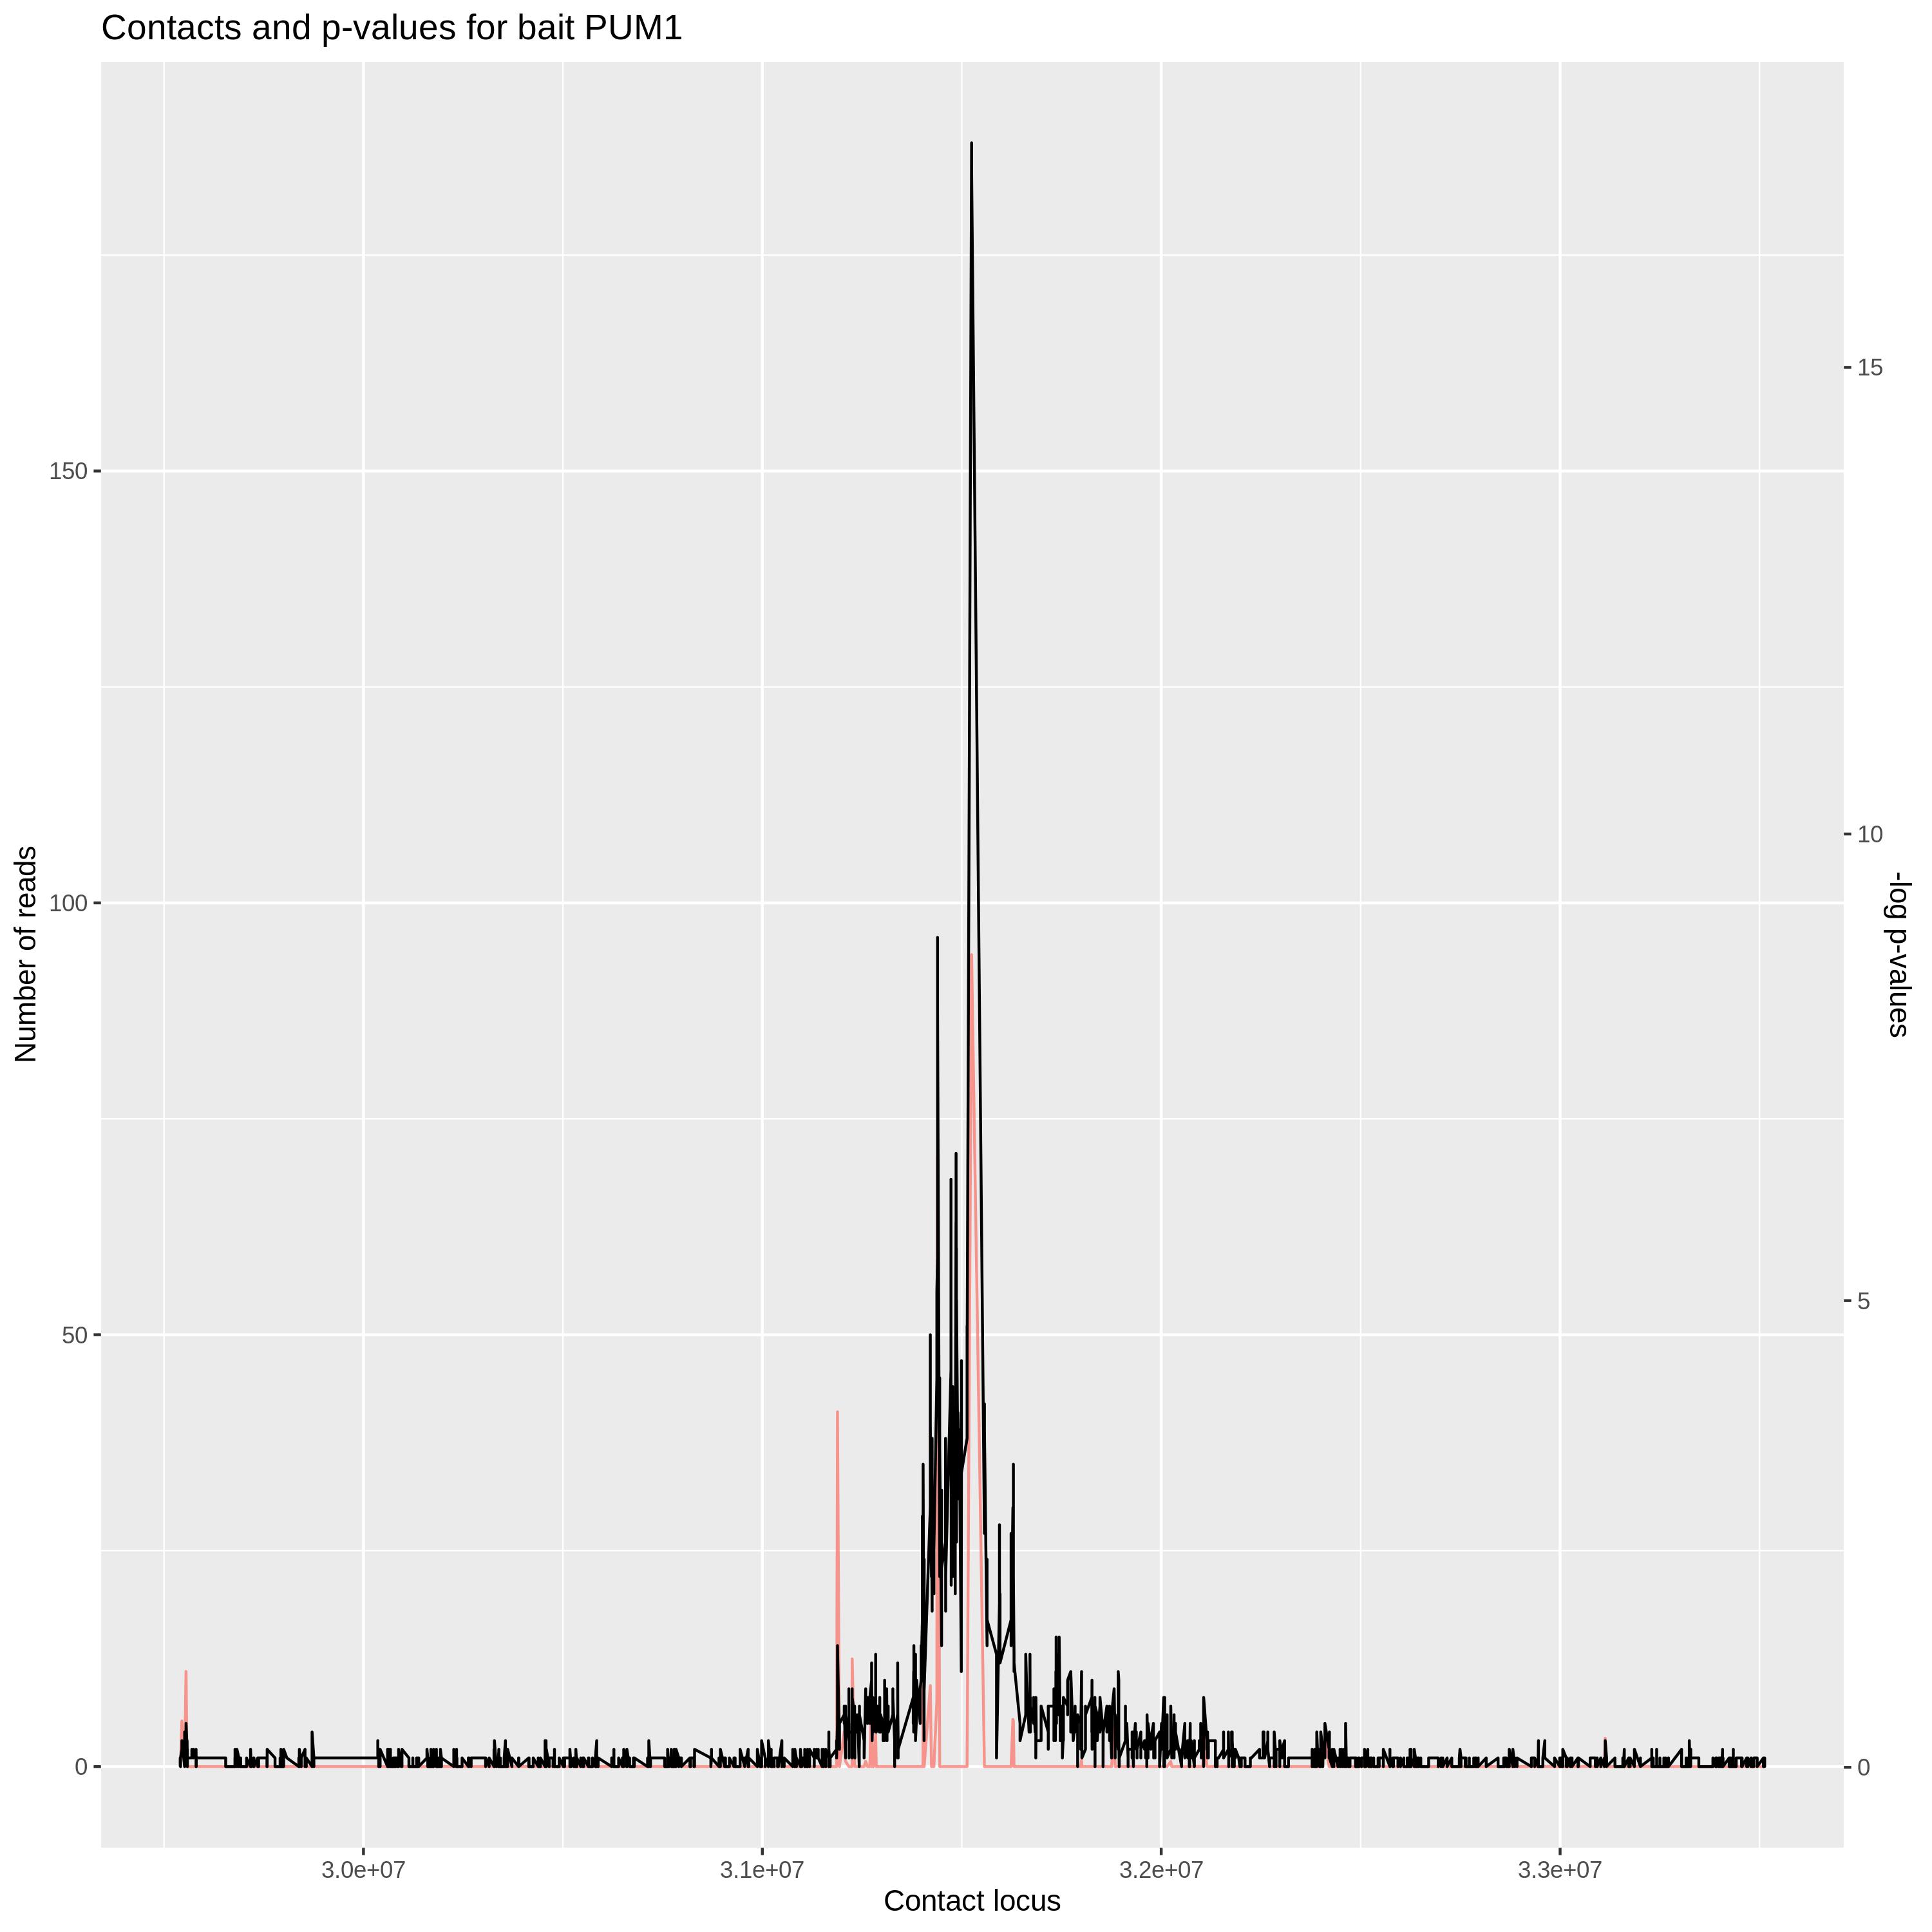 Contacts and p-values for bait PUM1
Number of reads
150
100
50
0
15
10
5
0
-log p-values
3.0e+07
3.1e+07
3.2e+07
3.3e+07
Contact locus